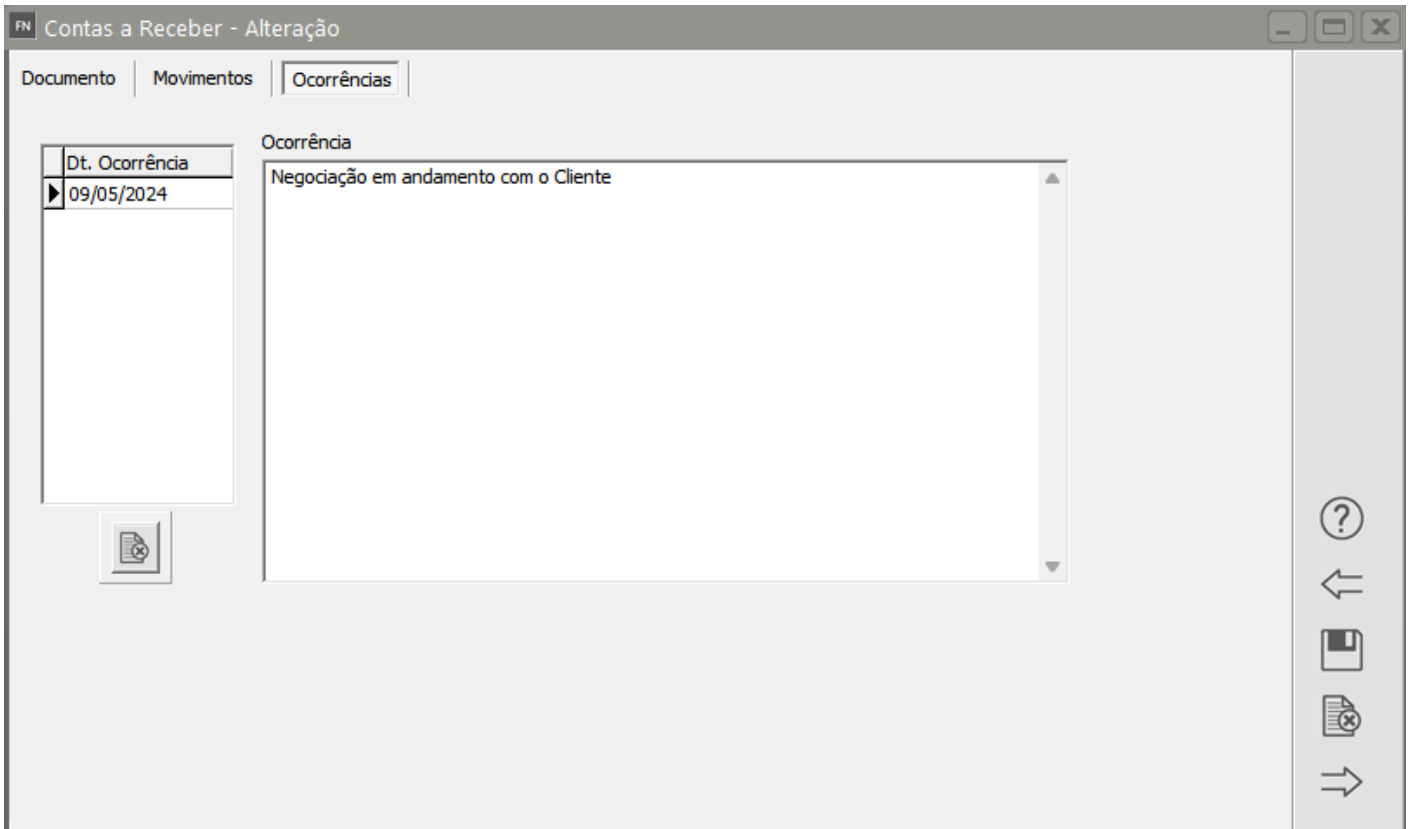 FN Contas a Receber - Alteração
Documento Movimentos Ocorrências
Ocorrência
Dt. Ocorrência
09/05/2024
Negociação em andamento com o Cliente